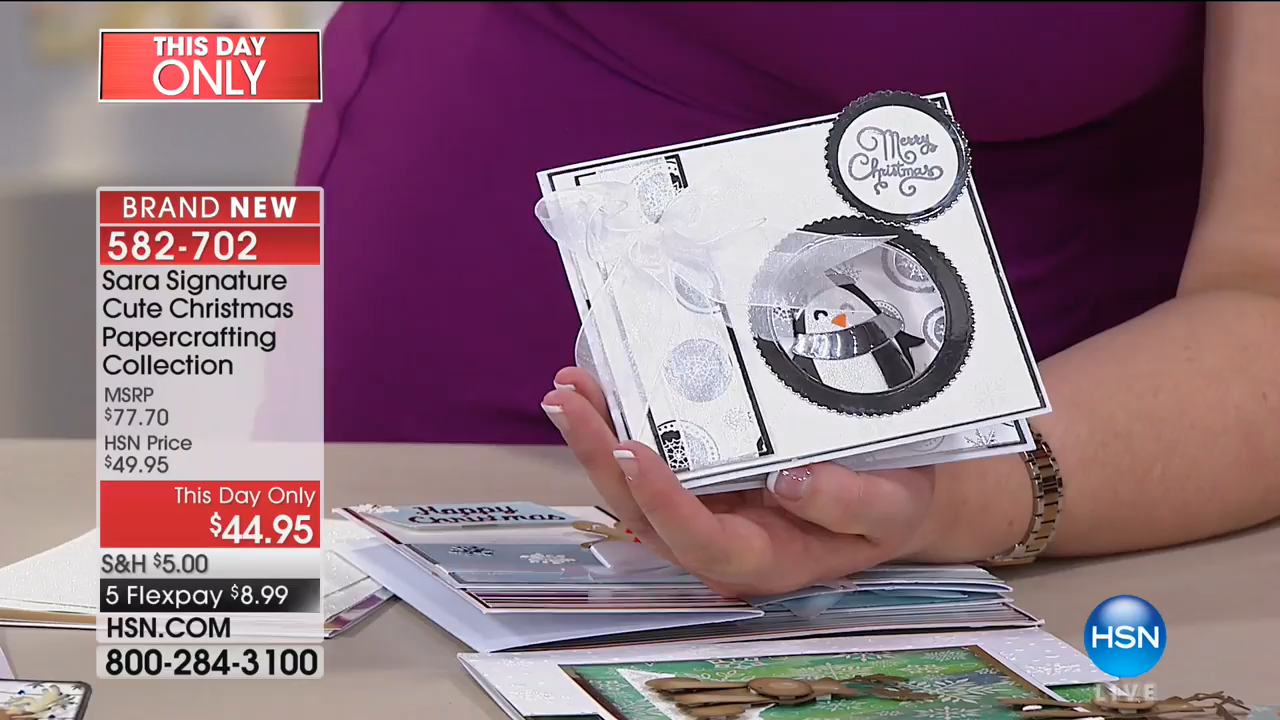 THIS DAY
ONLY
BRAND NEW
582-702
Sara Signature
Cute Christmas
Papercrafting
Collection
MSRP
$77.70
HSN Price
$49.95
This Day Only
$44.95
S&H $5.00
5 Flexpay $8.99
HSN.COM
800-284-3100
Merry
Christmas
Happy
Christmas
HSN
LIVE